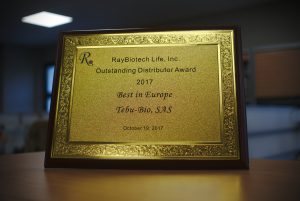 R
RayBiotech Life, Inc.
Outstanding Distributor Award
2017
Best in Europe
Tebu-Bio, SAS
October 19, 2017